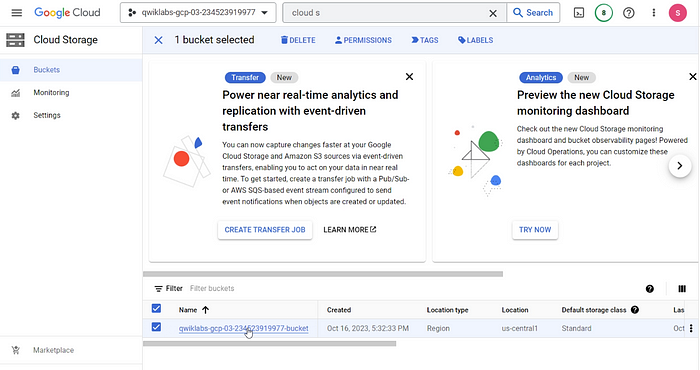 Google Cloud
qwiklabs-gcp-03-234523919977
cloud s
Search
8
S
Cloud Storage
1 bucket selected
DELETE
PERMISSIONS
TAGS
LABELS
Buckets
Monitoring
Settings
Transfer
New
Power near real-time analytics and
replication with event-driven
transfers
You can now capture changes faster at your Google
Cloud Storage and Amazon S3 sources via event-driven
transfers, enabling you to act on your data in near real
time. To get started, create a transfer job with a Pub/Sub-
or AWS SQS-based event stream configured to send
event notifications when objects are created or updated.
CREATE TRANSFER JOB
LEARN MORE
Analytics
New
Preview the new Cloud Storage
monitoring dashboard
Check out the new Cloud Storage monitoring
dashboard and bucket observability pages! Powered
by Cloud Operations, you can customize these
dashboards for each project.
TRY NOW
Filter
Filter buckets
Name
Created
Location type
Location
Default storage class
Las
qwiklabs-gcp-03-234523919977-bucket
Oct 16, 2023, 5:32:33 PM
Region
us-central1
Standard
Oct
Marketplace